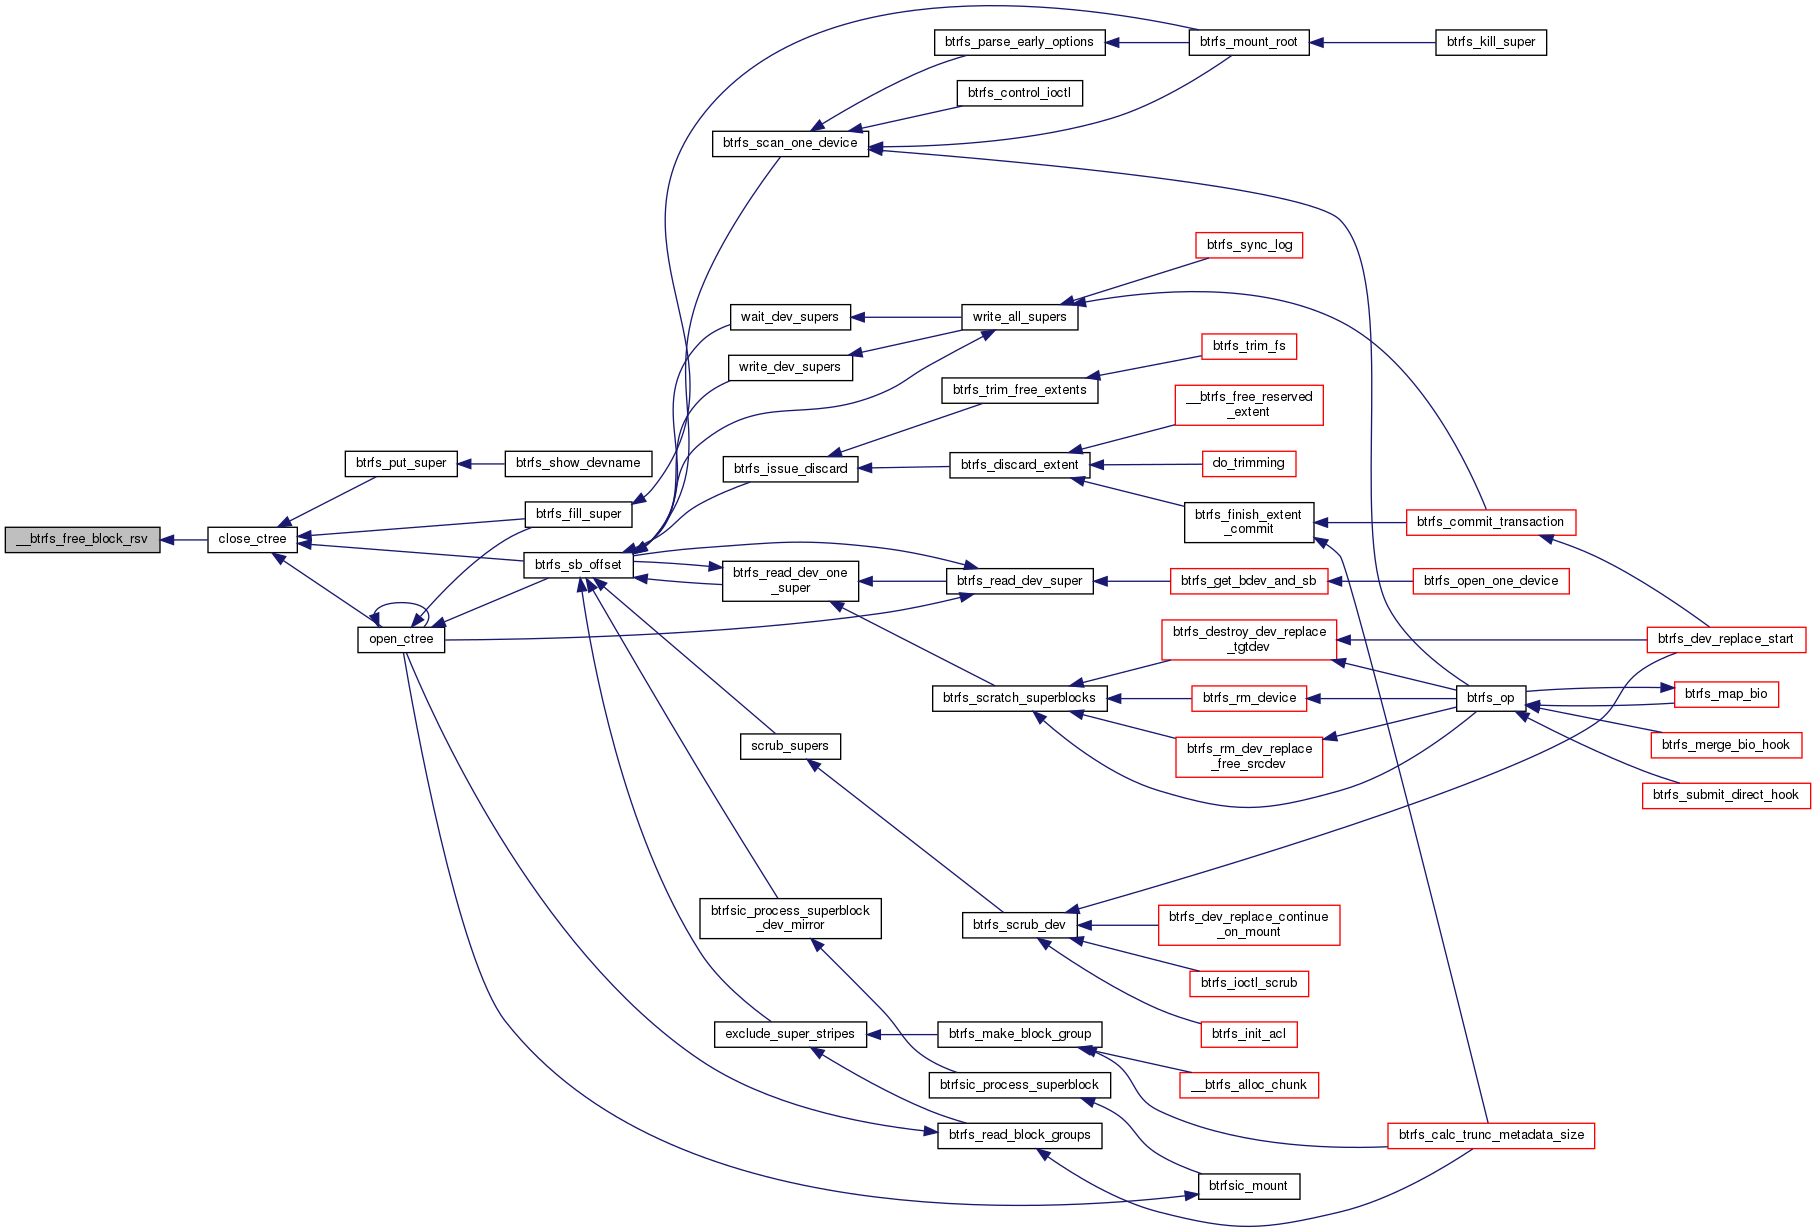 btrfs_parse_early_options
btrfs_mount_root
btrfs_kill_super
btrfs_control_ioctl
btrfs_scan_one_device
btrfs_sync_log
wait_dev_supers
write_all_supers
btrfs_trim_fs
write_dev_supers
btrfs_trim_free_extents
__btrfs_free_reserved
_extent
btrfs_put_super
btrfs_show_devname
btrfs_issue_discard
btrfs_discard_extent
do_trimming
btrfs_fill_super
btrfs_finish_extent
_commit
btrfs_commit_transaction
__btrfs_free_block_rsv
close_ctree
btrfs_sb_offset
btrfs_read_dev_one
_super
btrfs_read_dev_super
btrfs_get_bdev_and_sb
btrfs_open_one_device
open_ctree
btrfs_destroy_dev_replace
_tgtdev
btrfs_dev_replace_start
btrfs_scratch_superblocks
btrfs_rm_device
btrfs_op
btrfs_map_bio
scrub_supers
btrfs_rm_dev_replace
_free_srcdev
btrfs_merge_bio_hook
btrfs_submit_direct_hook
btrfsic_process_superblock
_dev_mirror
btrfs_scrub_dev
btrfs_dev_replace_continue
_on_mount
btrfs_ioctl_scrub
exclude_super_stripes
btrfs_make_block_group
btrfs_init_acl
btrfsic_process_superblock
__btrfs_alloc_chunk
btrfs_read_block_groups
btrfs_calc_trunc_metadata_size
btrfsic_mount